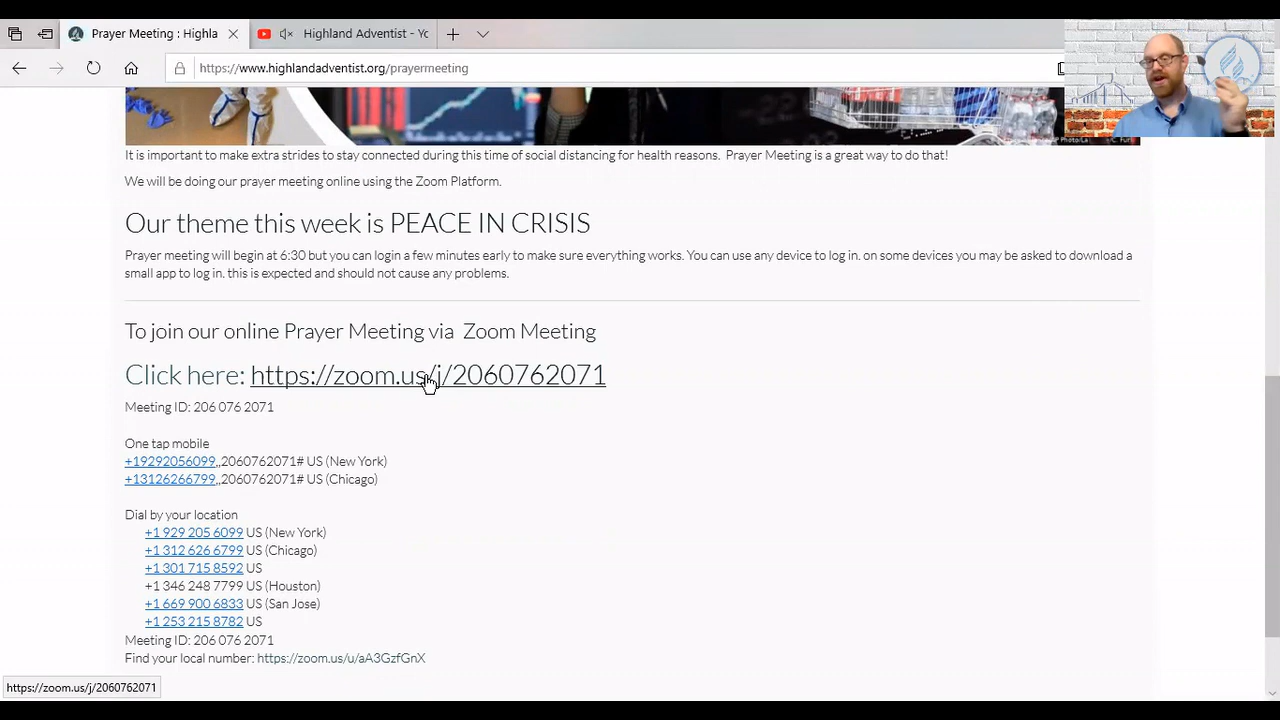 Prayer Meeting : Highla
Highland Adventist - Yo
https://www.highlandadventist.org/prayermeeting
It is important to make extra strides to stay connected during this time of social distancing for health reasons. Prayer Meeting is a great way to do that!
We will be doing our prayer meeting online using the Zoom Platform.
Our theme this week is PEACE IN CRISIS
Prayer meeting will begin at 6:30 but you can login a few minutes early to make sure everything works. You can use any device to log in. on some devices you may be asked to download a
small app to log in. this is expected and should not cause any problems.
To join our online Prayer Meeting via Zoom Meeting
Click here: https://zoom.us/j/2060762071
Meeting ID: 206 076 2071
One tap mobile
+19292056099,,2060762071# US (New York)
+13126266799,,2060762071# US (Chicago)
Dial by your location
+1 929 205 6099 US (New York)
+1 312 626 6799 US (Chicago)
+1 301 715 8592 US
+1 346 248 7799 US (Houston)
+1 669 900 6833 US (San Jose)
+1 253 215 8782 US
Meeting ID: 206 076 2071
Find your local number: https://zoom.us/u/aA3GzfGnX
https://zoom.us/j/2060762071